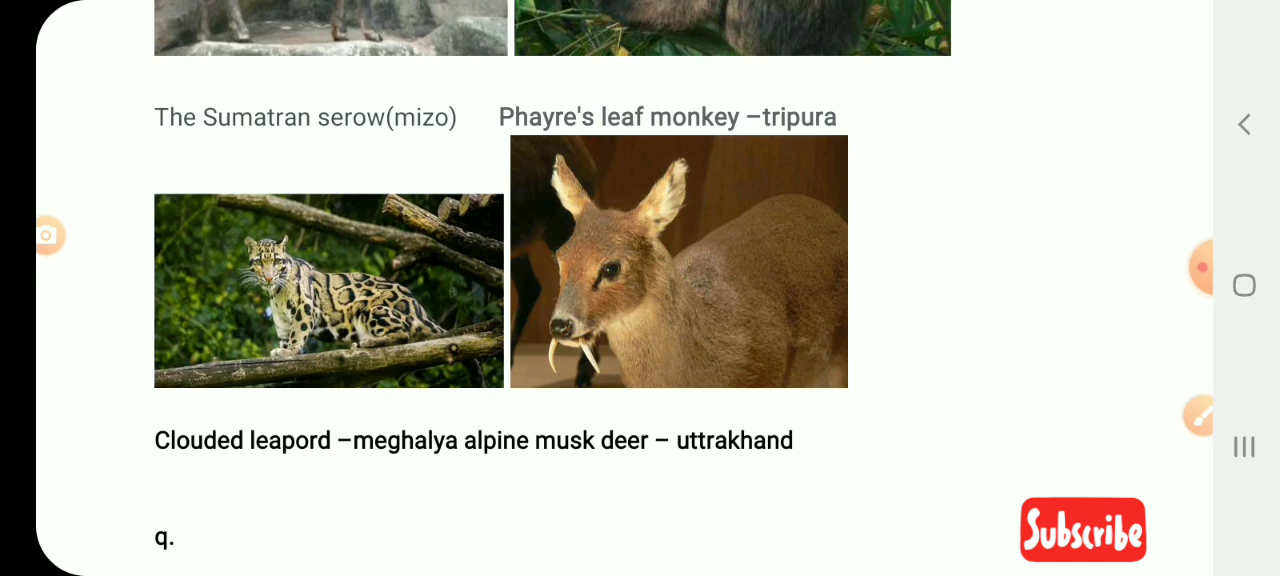 The Sumatran serow(mizo) Phayre's leaf monkey –tripura
Clouded leapord –meghalya alpine musk deer – uttrakhand
q.
Subscribe